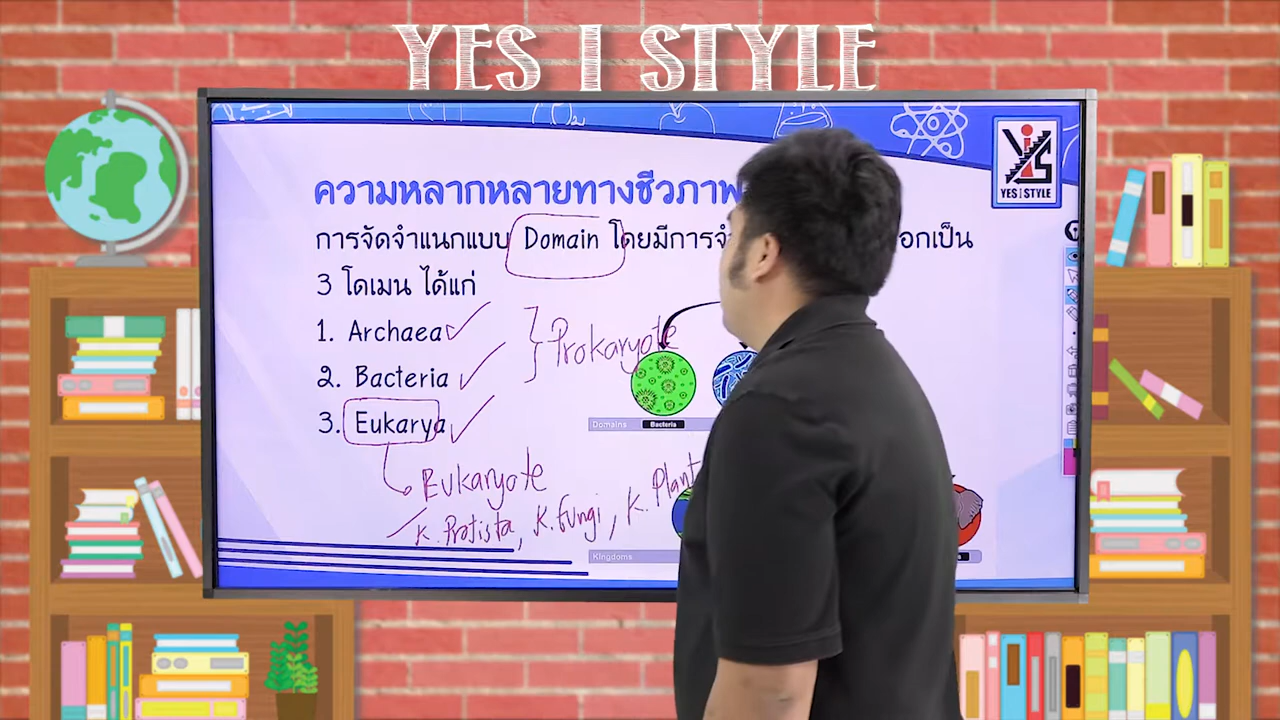 YES I STYLE
YES I STYLE
ความหลากหลายทางชีวภาพ
การจัดจำแนกแบบ Domain โดยมีการจำ อกเป็น
3 โดเมน ได้แก่
1. Archaea
2. Bacteria
3. Eukarya
Prokaryote
Domains Bacteria
Eukaryote
K. Protista, K. fungi, K. Plant
Kingdoms